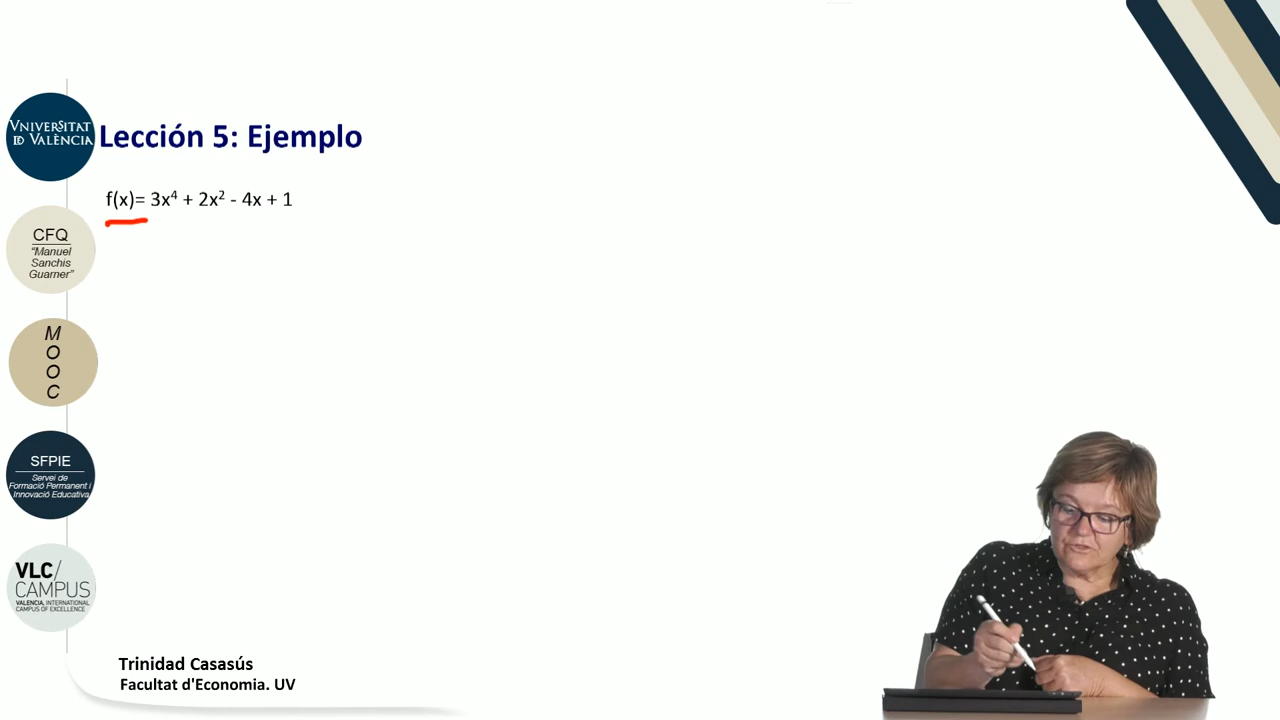 VNIVERSITAT
DE VALÈNCIA
Lección 5: Ejemplo
f(x)= 3x⁴ + 2x² - 4x + 1
CFQ
“Manuel
Sanchis
Guarner”
M
O
O
C
SFPIE
Servei de
Formació Permanent i
Innovació Educativa
VLC/
CAMPUS
VALENCIA, INTERNATIONAL
CAMPUS OF EXCELLENCE
Trinidad Casasús
Facultat d'Economia. UV